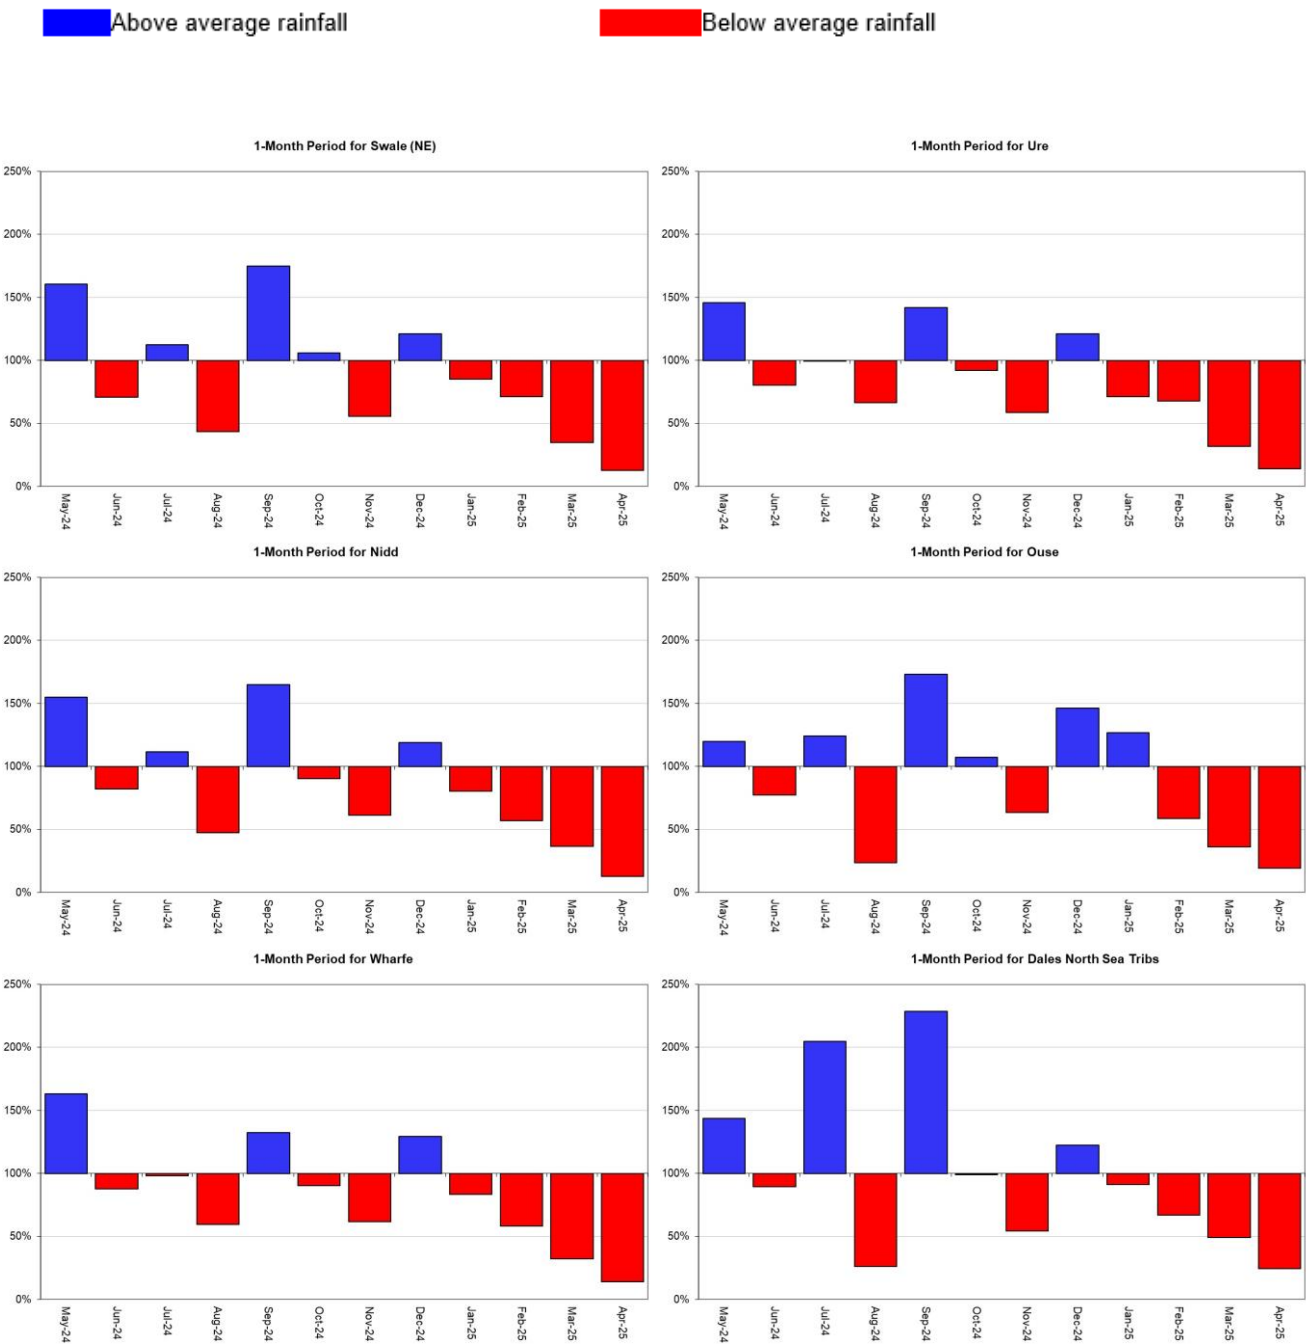 Above average rainfall
Below average rainfall
1-Month Period for Swale (NE)
250%
200%
150%
100%
50%
0%
May-24
Jun-24
Jul-24
Aug-24
Sep-24
Oct-24
Nov-24
Dec-24
Jan-25
Feb-25
Mar-25
Apr-25
1-Month Period for Ure
250%
200%
150%
100%
50%
0%
May-24
Jun-24
Jul-24
Aug-24
Sep-24
Oct-24
Nov-24
Dec-24
Jan-25
Feb-25
Mar-25
Apr-25
1-Month Period for Nidd
250%
200%
150%
100%
50%
0%
May-24
Jun-24
Jul-24
Aug-24
Sep-24
Oct-24
Nov-24
Dec-24
Jan-25
Feb-25
Mar-25
Apr-25
1-Month Period for Ouse
250%
200%
150%
100%
50%
0%
May-24
Jun-24
Jul-24
Aug-24
Sep-24
Oct-24
Nov-24
Dec-24
Jan-25
Feb-25
Mar-25
Apr-25
1-Month Period for Wharfe
250%
200%
150%
100%
50%
0%
May-24
Jun-24
Jul-24
Aug-24
Sep-24
Oct-24
Nov-24
Dec-24
Jan-25
Feb-25
Mar-25
Apr-25
1-Month Period for Dales North Sea Tribs
250%
200%
150%
100%
50%
0%
May-24
Jun-24
Jul-24
Aug-24
Sep-24
Oct-24
Nov-24
Dec-24
Jan-25
Feb-25
Mar-25
Apr-25